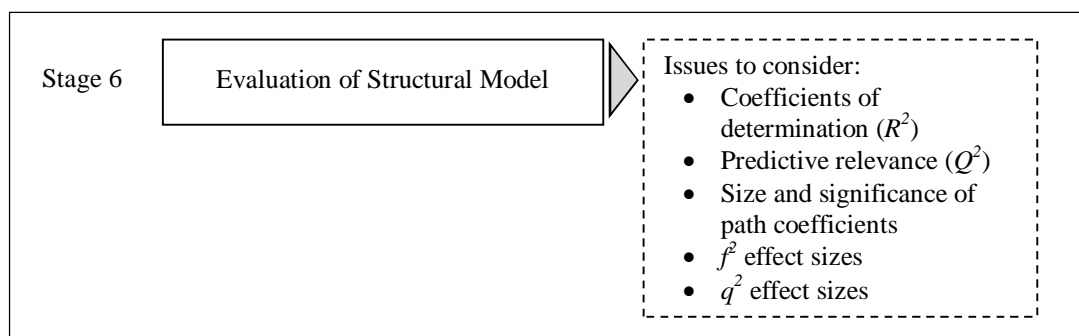 Stage 6
Evaluation of Structural Model
Issues to consider:
• Coefficients of
determination (R²)
• Predictive relevance (Q²)
• Size and significance of
path coefficients
• f² effect sizes
• q² effect sizes